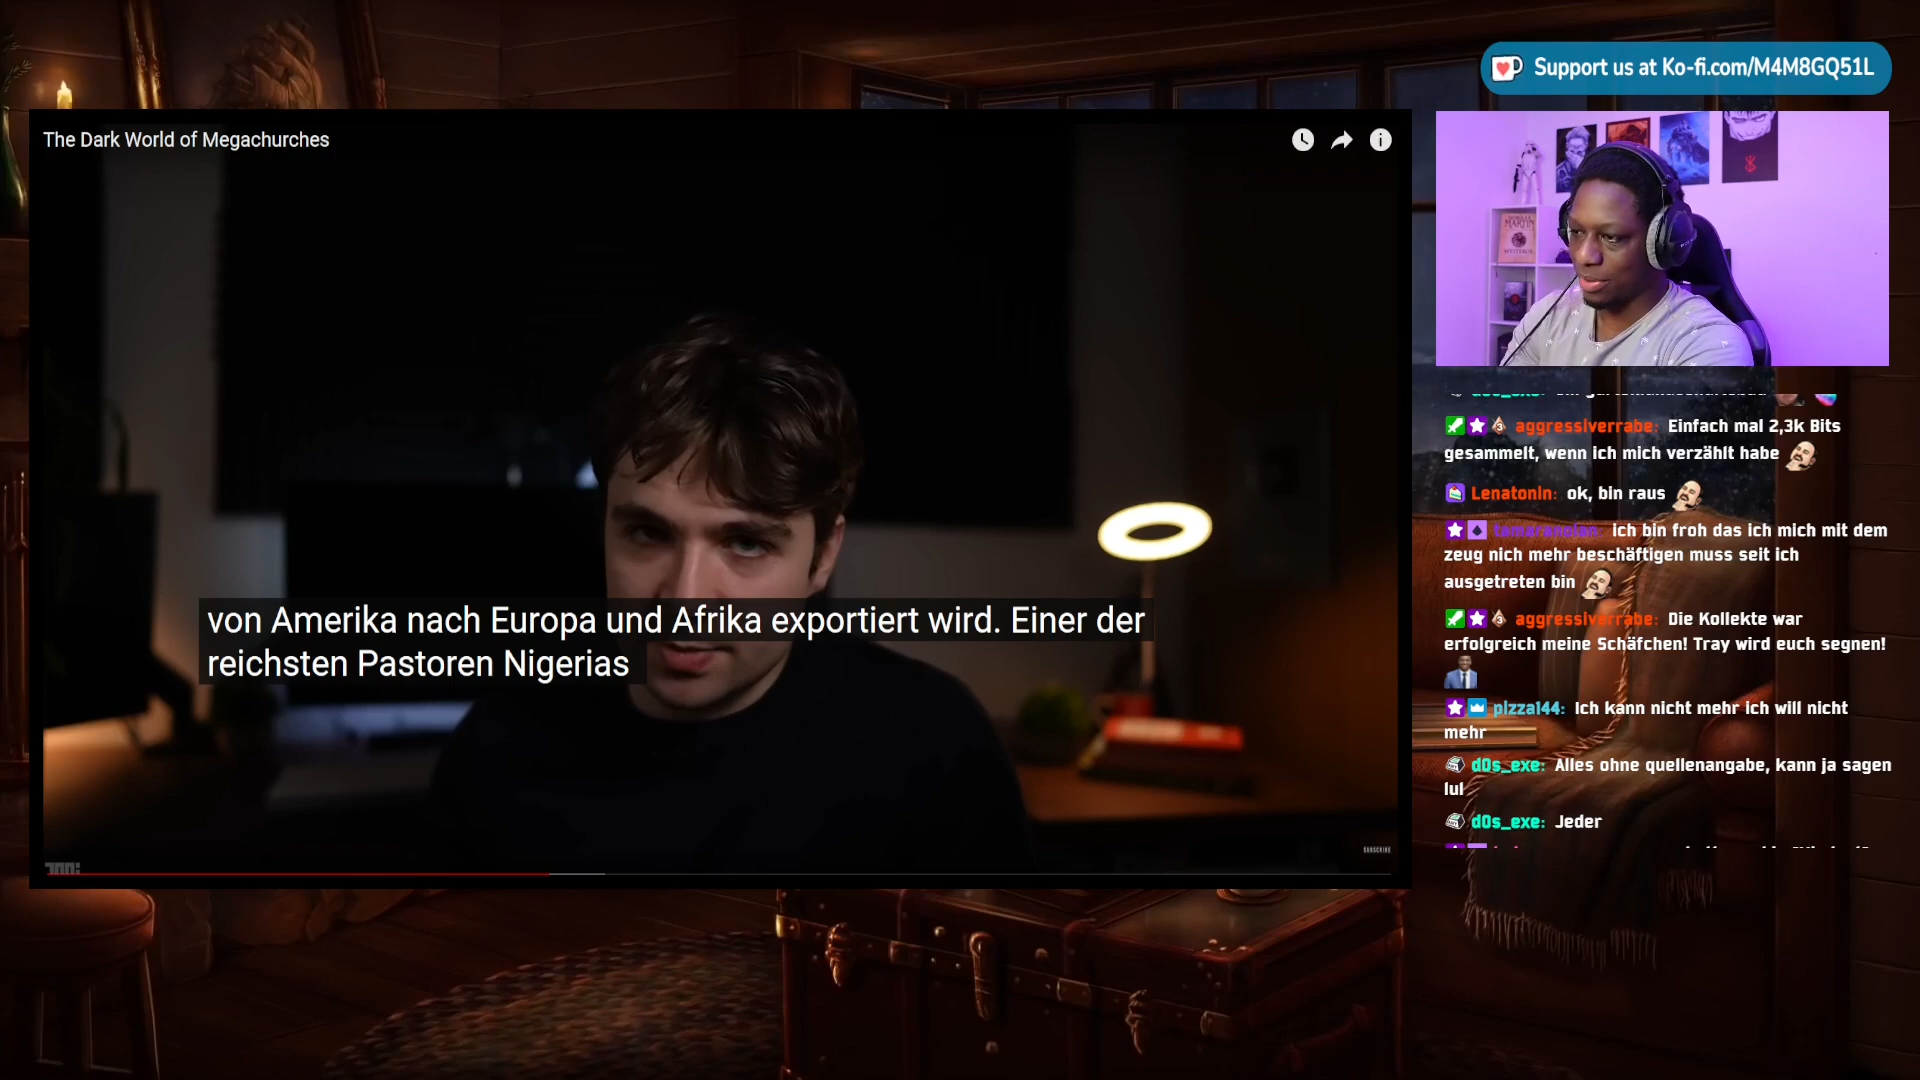 Support us at Ko-fi.com/M4M8GQ51L
The Dark World of Megachurches
von Amerika nach Europa und Afrika exportiert wird. Einer der
reichsten Pastoren Nigerias
SUBSCRIBE
MARTIN
aggressiverrabe: Einfach mal 2,3k Bits
gesammelt, wenn ich mich verzählt habe
Lenatonin: ok, bin raus
ich bin froh das ich mich mit dem
zeug nich mehr beschäftigen muss seit ich
ausgetreten bin
aggressiverrabe: Die Kollekte war
erfolgreich meine Schäfchen! Tray wird euch segnen!
pizza144: Ich kann nicht mehr ich will nicht
mehr
d0s_exe: Alles ohne quellenangabe, kann ja sagen
lul
d0s_exe: Jeder